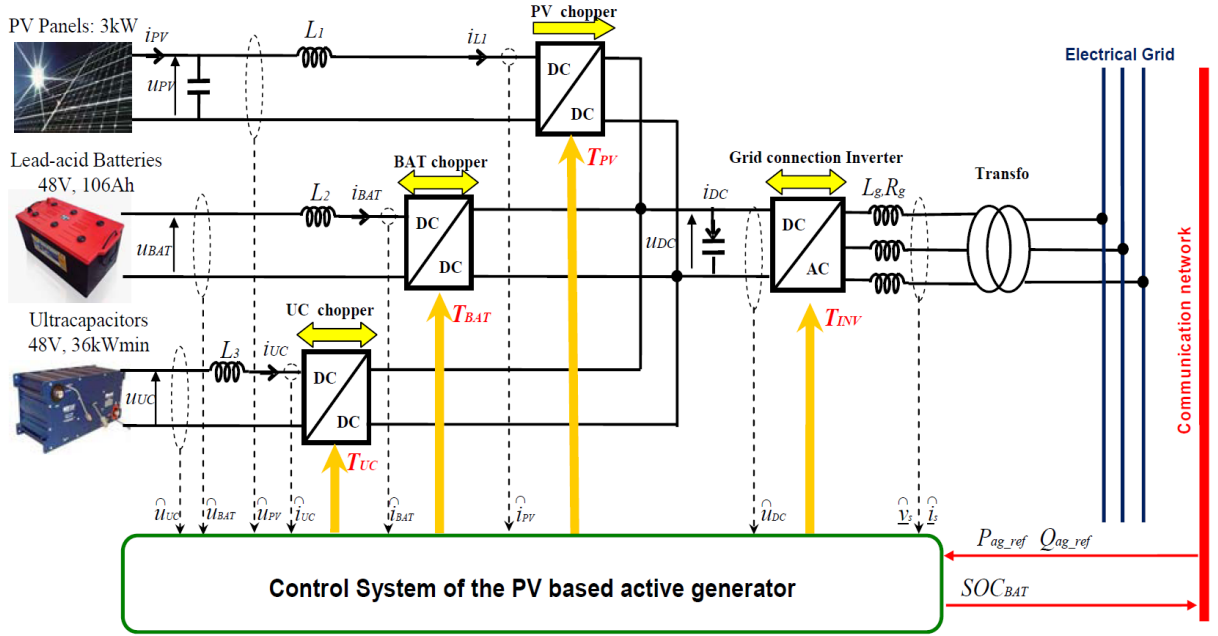 PV Panels: 3kW
iPV
L1
iL1
PV chopper
Electrical Grid
uPV
DC
DC
TPV
Lead-acid Batteries
48V, 106Ah
BAT chopper
Grid connection Inverter
L2
iBAT
iDC
Lg,Rg
Transfo
uBAT
DC
DC
uDC
DC
AC
Ultracapacitors
48V, 36kWmin
UC chopper
TBAT
TINV
L3
iUC
uUC
DC
DC
TUC
Communication network
uUC
uBAT
uPV
iUC
iBAT
iPV
uDC
vs
is
Pag_ref Qag_ref
Control System of the PV based active generator
SOCBAT